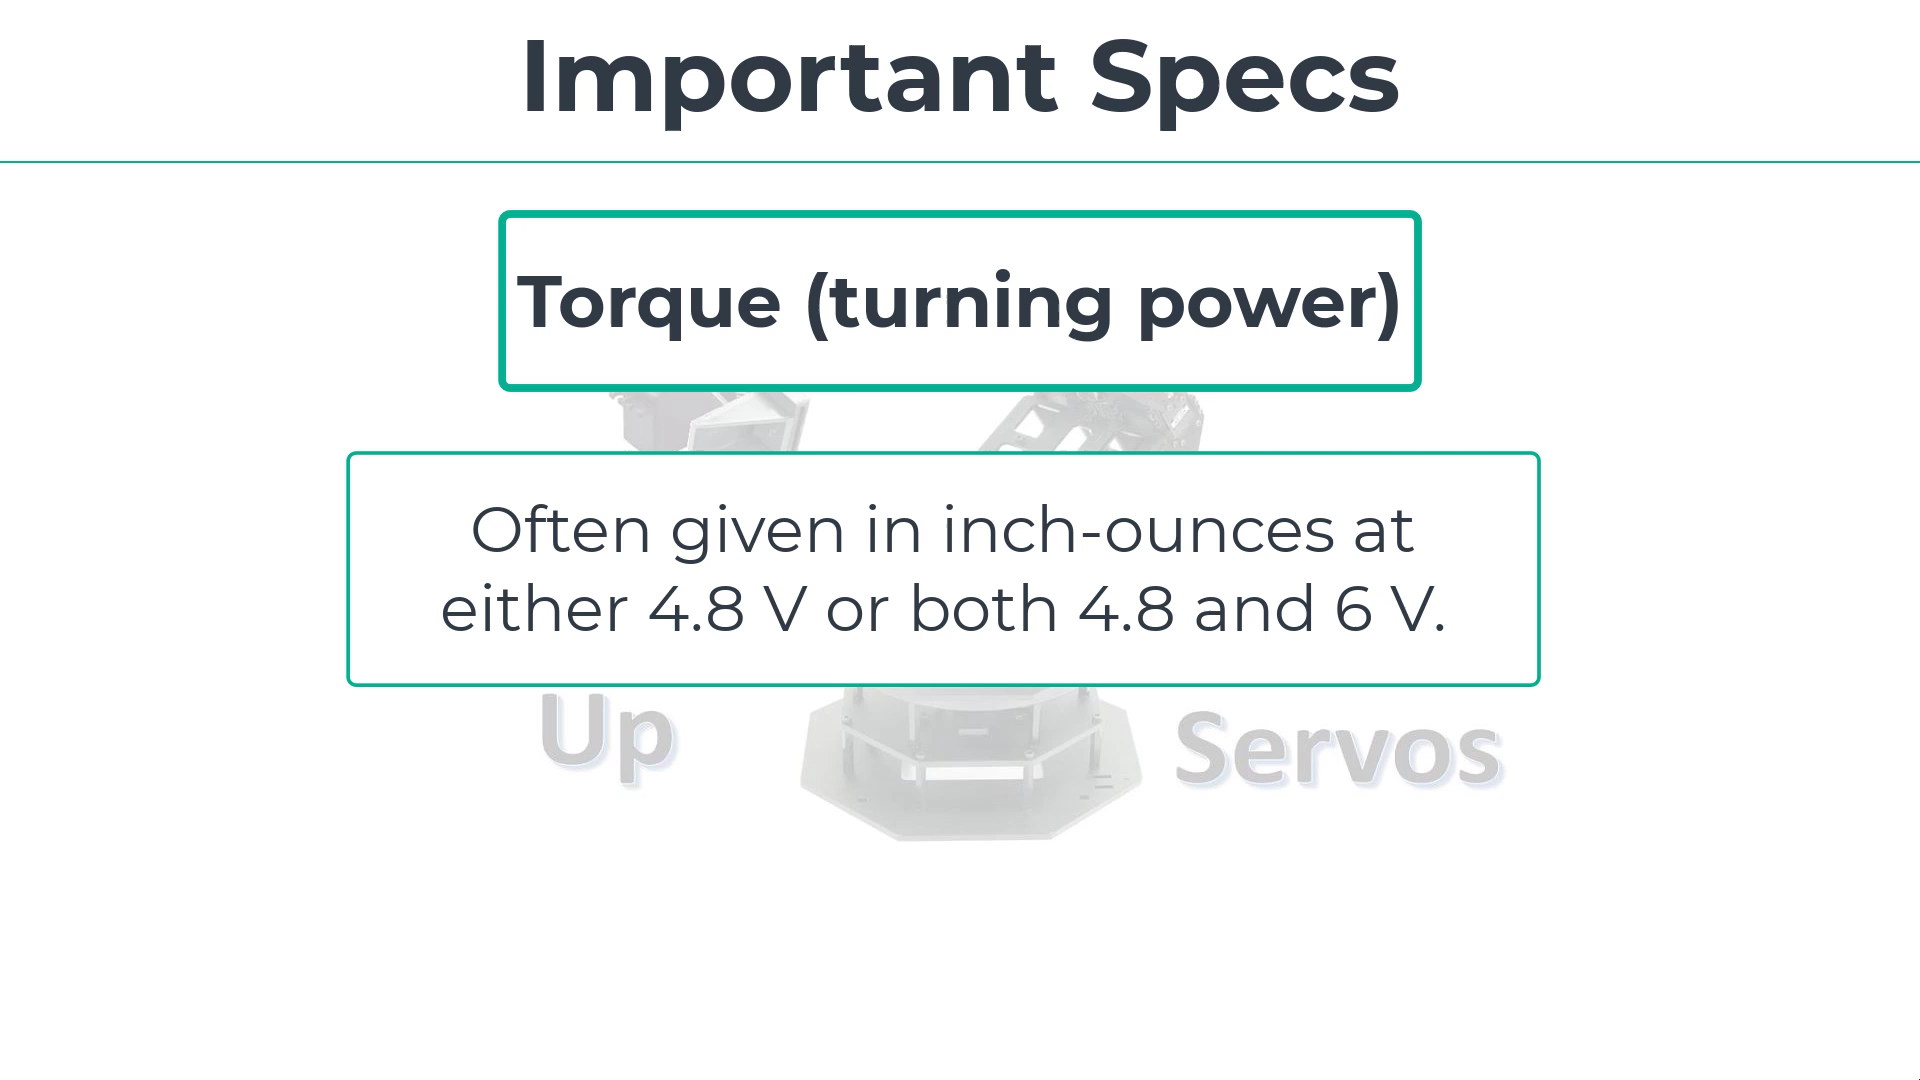 Important Specs
Torque (turning power)
Often given in inch-ounces at
either 4.8 V or both 4.8 and 6 V.
Up
Servos